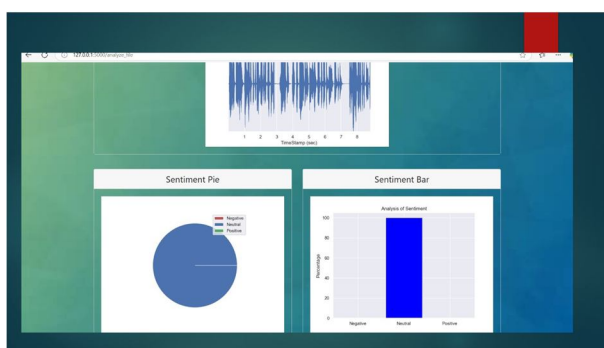 127.0.0.1:5000/analyze_file
1 2 3 4 5 6 7 8
TimeStamp (sec)
Sentiment Pie
Negative
Neutral
Positive
Sentiment Bar
Analysis of Sentiment
Percentage
100
80
60
40
20
0
Negative Neutral Positive